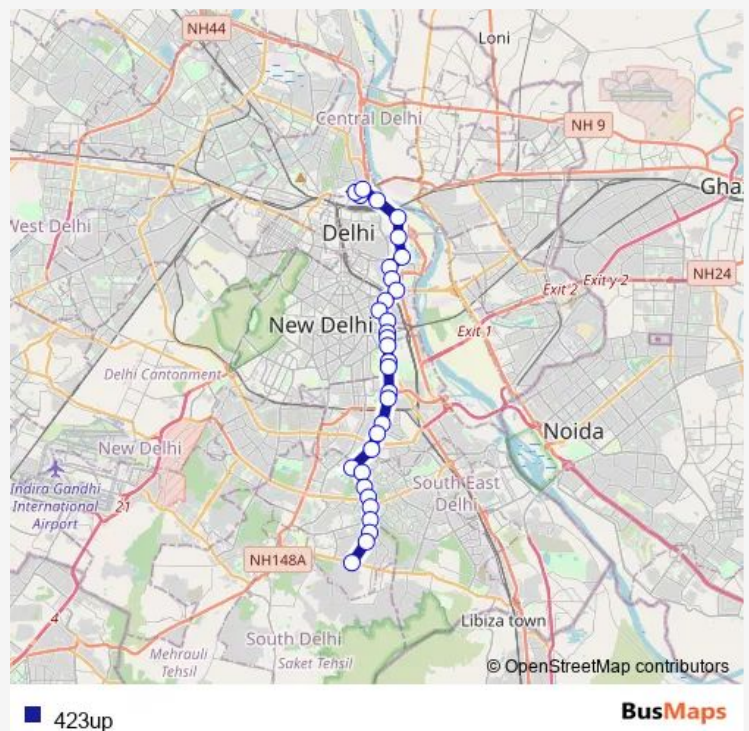 NH44
Loni
Central Delhi
NH 9
Gha
West Delhi
Delhi
NH24
Exit y 2
Exit 2
New Delhi
Exit 1
Delhi Cantonment
New Delhi
Noida
Indira Gandhi
International
Airport
21
South East
Delhi
NH148A
4
Libiza town
South Delhi
Mehrauli
Tehsil
Saket Tehsil
© OpenStreetMap contributors
423up
BusMaps